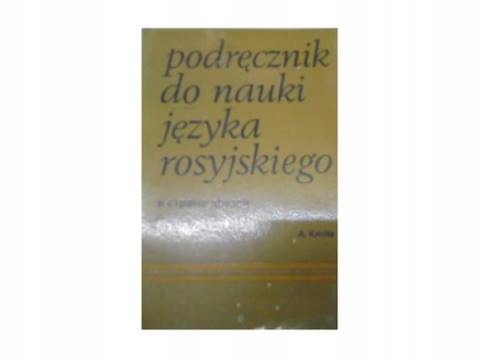 podręcznik
do nauki
języka
rosyjskiego
A.